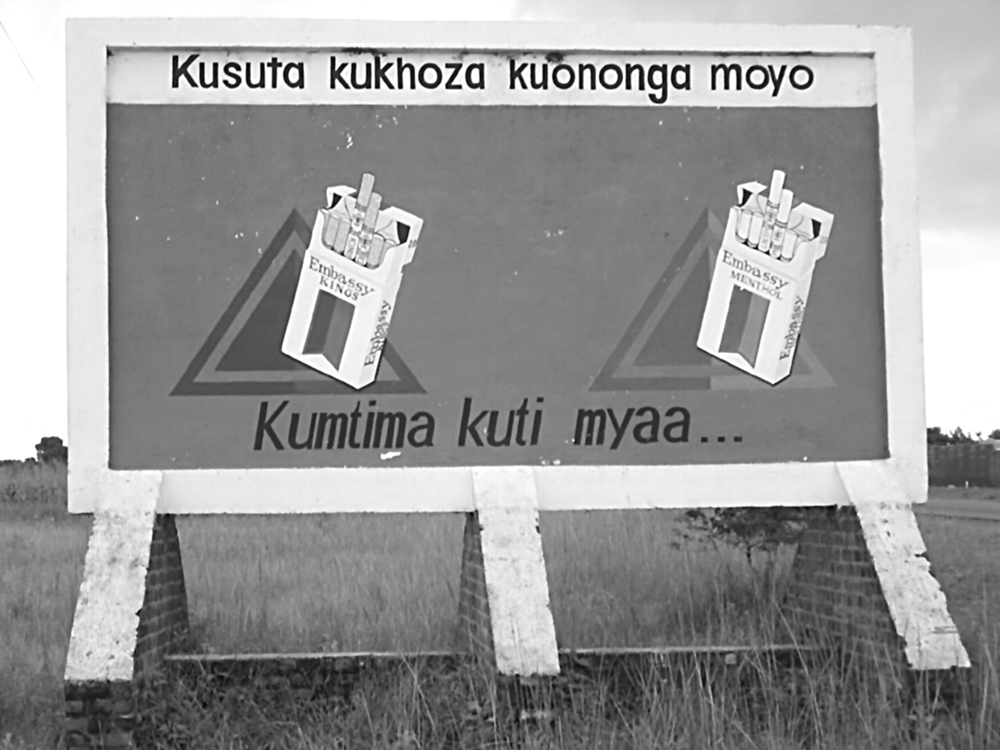 Kusuta kukhoza kuononga moyo
Embassy
KINGS
Embassy
Embassy
MENTHOL
Embassy
Kumtima kuti myaa...